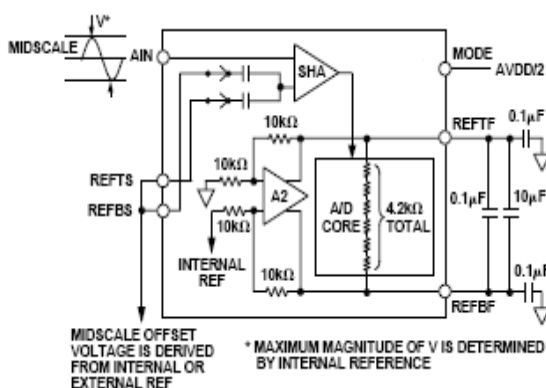 V*
MIDSCALE
AIN
SHA
MODE
AVDD/2
10kΩ
REFTF
0.1µF
REFTS
10kΩ
A2
REFBS
10kΩ
A/D
CORE
4.2kΩ
TOTAL
0.1µF
10µF
INTERNAL
REF
10kΩ
0.1µF
REFBF
MIDSCALE OFFSET
VOLTAGE IS DERIVED
FROM INTERNAL OR
EXTERNAL REF
* MAXIMUM MAGNITUDE OF V IS DETERMINED
BY INTERNAL REFERENCE